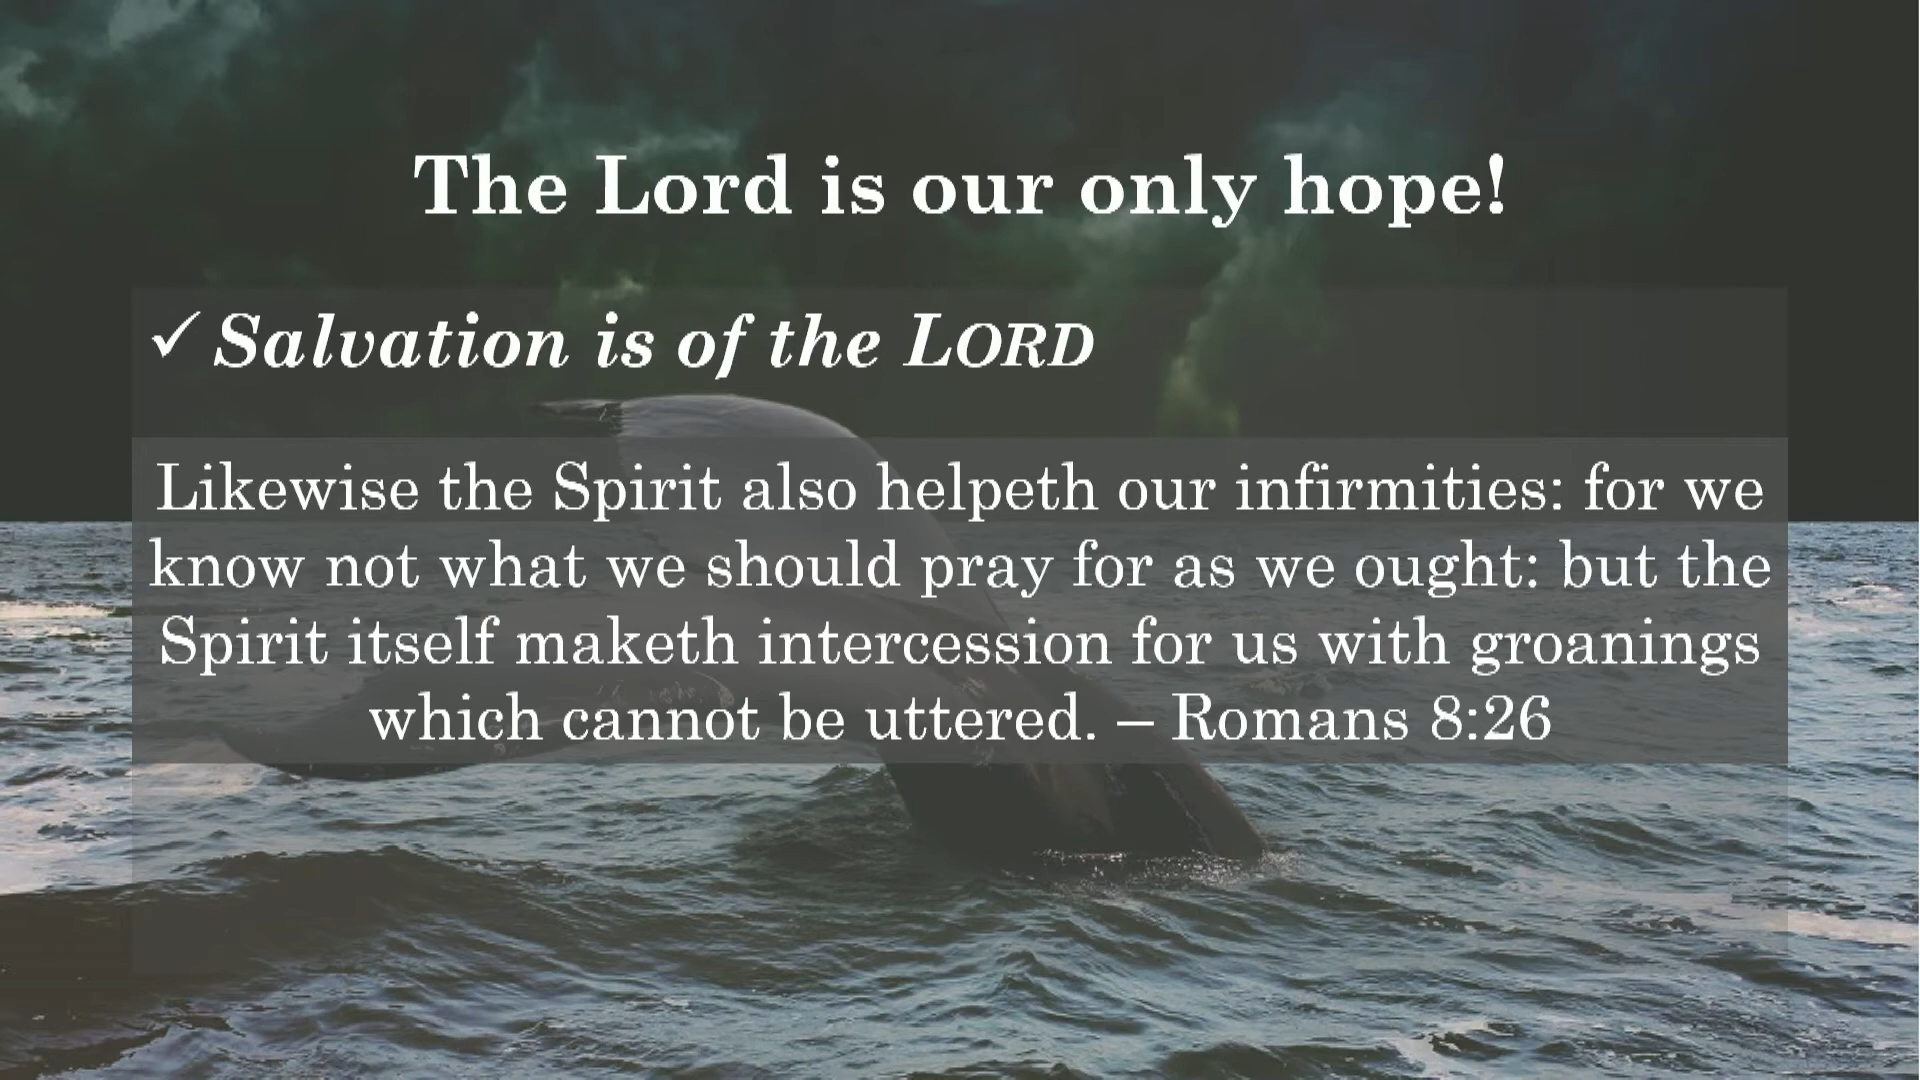 The Lord is our only hope!
✓ Salvation is of the LORD
Likewise the Spirit also helpeth our infirmities: for we
know not what we should pray for as we ought: but the
Spirit itself maketh intercession for us with groanings
which cannot be uttered. – Romans 8:26